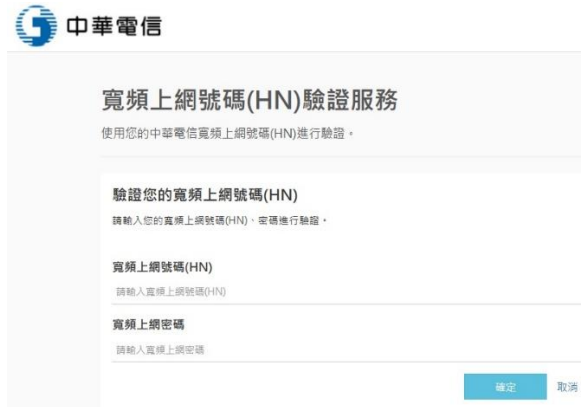 中華電信
寬頻上網號碼(HN)驗證服務
使用您的中華電信寬頻上網號碼(HN)進行驗證。
驗證您的寬頻上網號碼(HN)
請輸入您的寬頻上網號碼(HN)、密碼進行驗證。
寬頻上網號碼(HN)
請輸入寬頻上網號碼(HN)
寬頻上網密碼
請輸入寬頻上網密碼
確定 取消